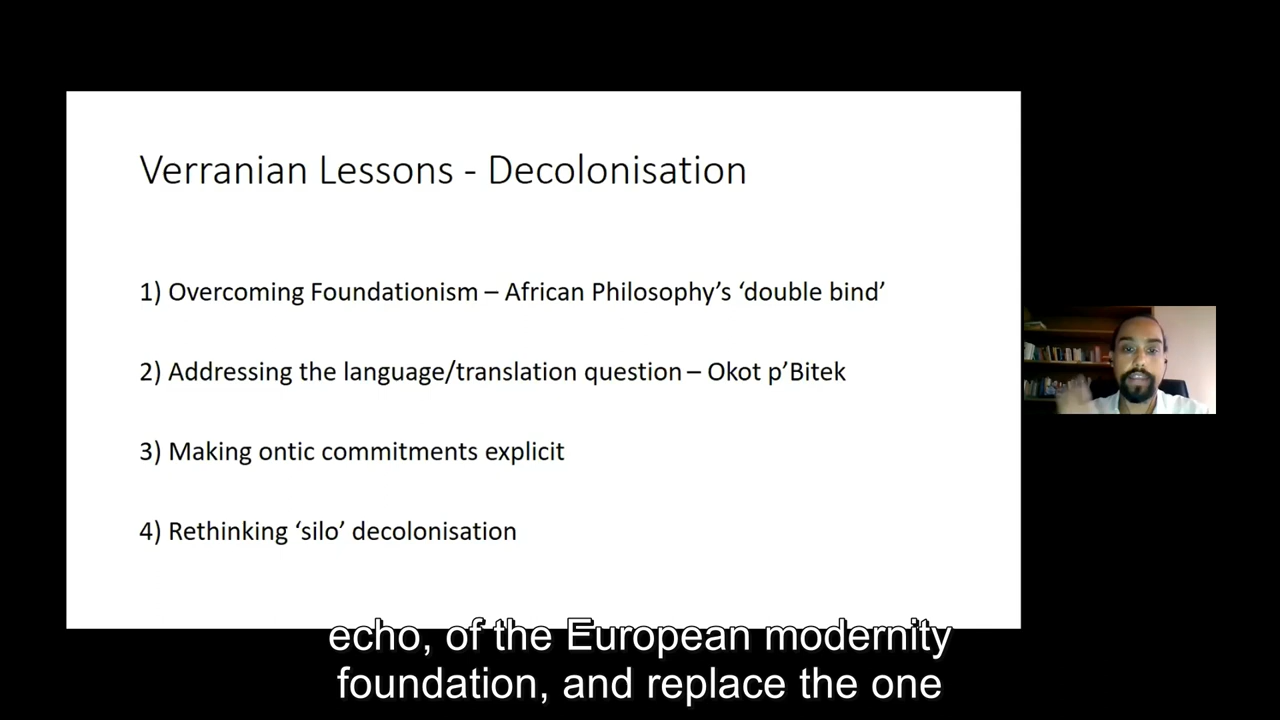 Verranian Lessons - Decolonisation
1) Overcoming Foundationism – African Philosophy’s ‘double bind’
2) Addressing the language/translation question – Okot p’Bitek
3) Making ontic commitments explicit
4) Rethinking ‘silo’ decolonisation
echo, of the European modernity
foundation, and replace the one